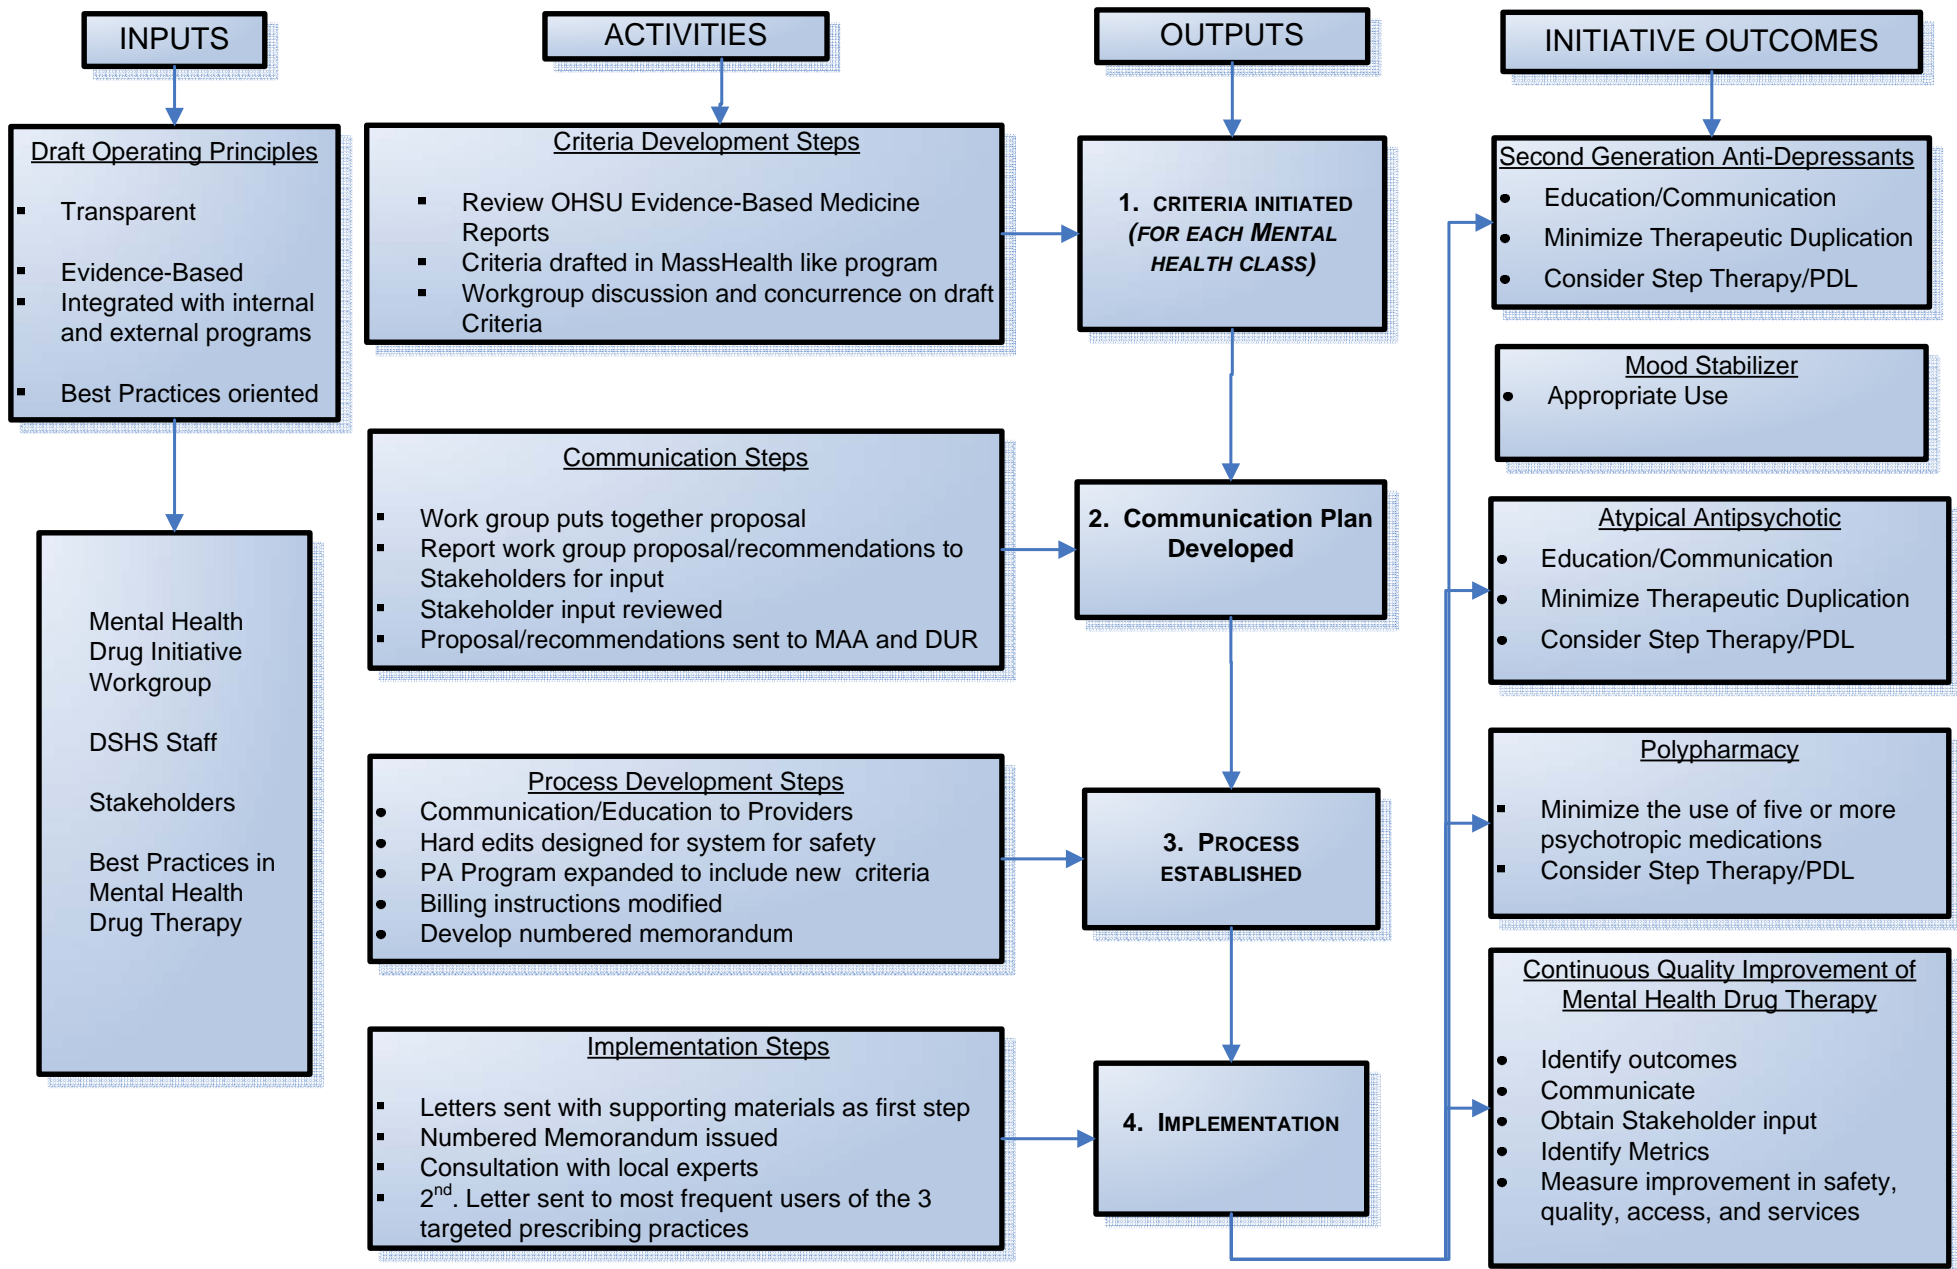 INPUTS
Draft Operating Principles
▪ Transparent
▪ Evidence-Based
▪ Integrated with internal
and external programs
▪ Best Practices oriented
Mental Health
Drug Initiative
Workgroup
DSHS Staff
Stakeholders
Best Practices in
Mental Health
Drug Therapy
ACTIVITIES
Criteria Development Steps
▪ Review OHSU Evidence-Based Medicine
Reports
▪ Criteria drafted in MassHealth like program
▪ Workgroup discussion and concurrence on draft
Criteria
Communication Steps
▪ Work group puts together proposal
▪ Report work group proposal/recommendations to
Stakeholders for input
▪ Stakeholder input reviewed
▪ Proposal/recommendations sent to MAA and DUR
Process Development Steps
• Communication/Education to Providers
• Hard edits designed for system for safety
• PA Program expanded to include new criteria
• Billing instructions modified
• Develop numbered memorandum
Implementation Steps
▪ Letters sent with supporting materials as first step
▪ Numbered Memorandum issued
▪ Consultation with local experts
▪ 2nd. Letter sent to most frequent users of the 3
targeted prescribing practices
OUTPUTS
1. CRITERIA INITIATED
(FOR EACH MENTAL
HEALTH CLASS)
2. Communication Plan
Developed
3. PROCESS
ESTABLISHED
4. IMPLEMENTATION
INITIATIVE OUTCOMES
Second Generation Anti-Depressants
• Education/Communication
• Minimize Therapeutic Duplication
• Consider Step Therapy/PDL
Mood Stabilizer
• Appropriate Use
Atypical Antipsychotic
• Education/Communication
• Minimize Therapeutic Duplication
• Consider Step Therapy/PDL
Polypharmacy
▪ Minimize the use of five or more
psychotropic medications
▪ Consider Step Therapy/PDL
Continuous Quality Improvement of
Mental Health Drug Therapy
• Identify outcomes
• Communicate
• Obtain Stakeholder input
• Identify Metrics
• Measure improvement in safety,
quality, access, and services